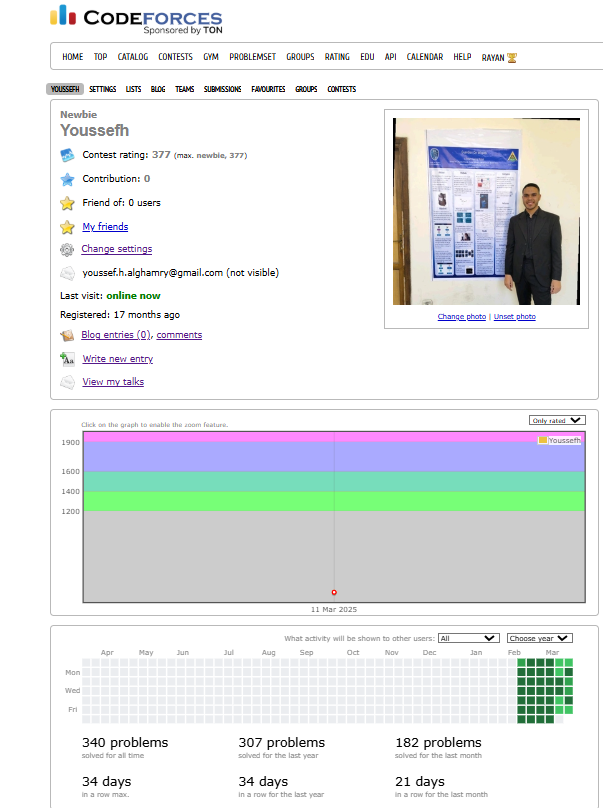 CODEFORCES
Sponsored by TON
HOME TOP CATALOG CONTESTS GYM PROBLEMSET GROUPS RATING EDU API CALENDAR HELP RAYAN
YOUSSEFH SETTINGS LISTS BLOG TEAMS SUBMISSIONS FAVOURITES GROUPS CONTESTS
Newbie
Youssefh
Contest rating: 377 (max. newbie, 377)
Contribution: 0
Friend of: 0 users
My friends
Change settings
youssef.h.alghamry@gmail.com (not visible)
Last visit: online now
Registered: 17 months ago
Blog entries (0), comments
Write new entry
View my talks
Change photo | Unset photo
Click on the graph to enable the zoom feature.
Only rated
Youssefh
1900
1600
1400
1200
11 Mar 2025
What activity will be shown to other users: All Choose year
Apr May Jun Jul Aug Sep Oct Nov Dec Jan Feb Mar
Mon
Wed
Fri
340 problems 307 problems 182 problems
solved for all time solved for the last year solved for the last month
34 days 34 days 21 days
in a row max. in a row for the last year in a row for the last month